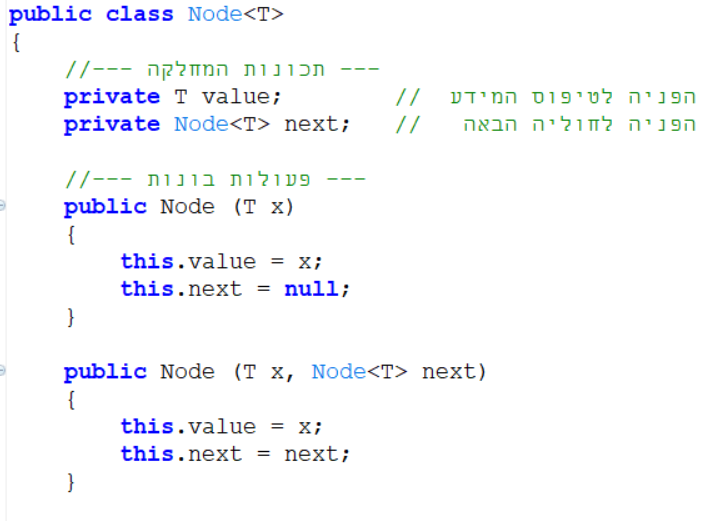 public class Node<T>
{
//--- תכונות המחלקה ---
private T value; // הפניה לטיפוס המידע
private Node<T> next; // הפניה לחוליה הבאה
//--- פעולות בונות ---
public Node (T x)
{
this.value = x;
this.next = null;
}
public Node (T x, Node<T> next)
{
this.value = x;
this.next = next;
}